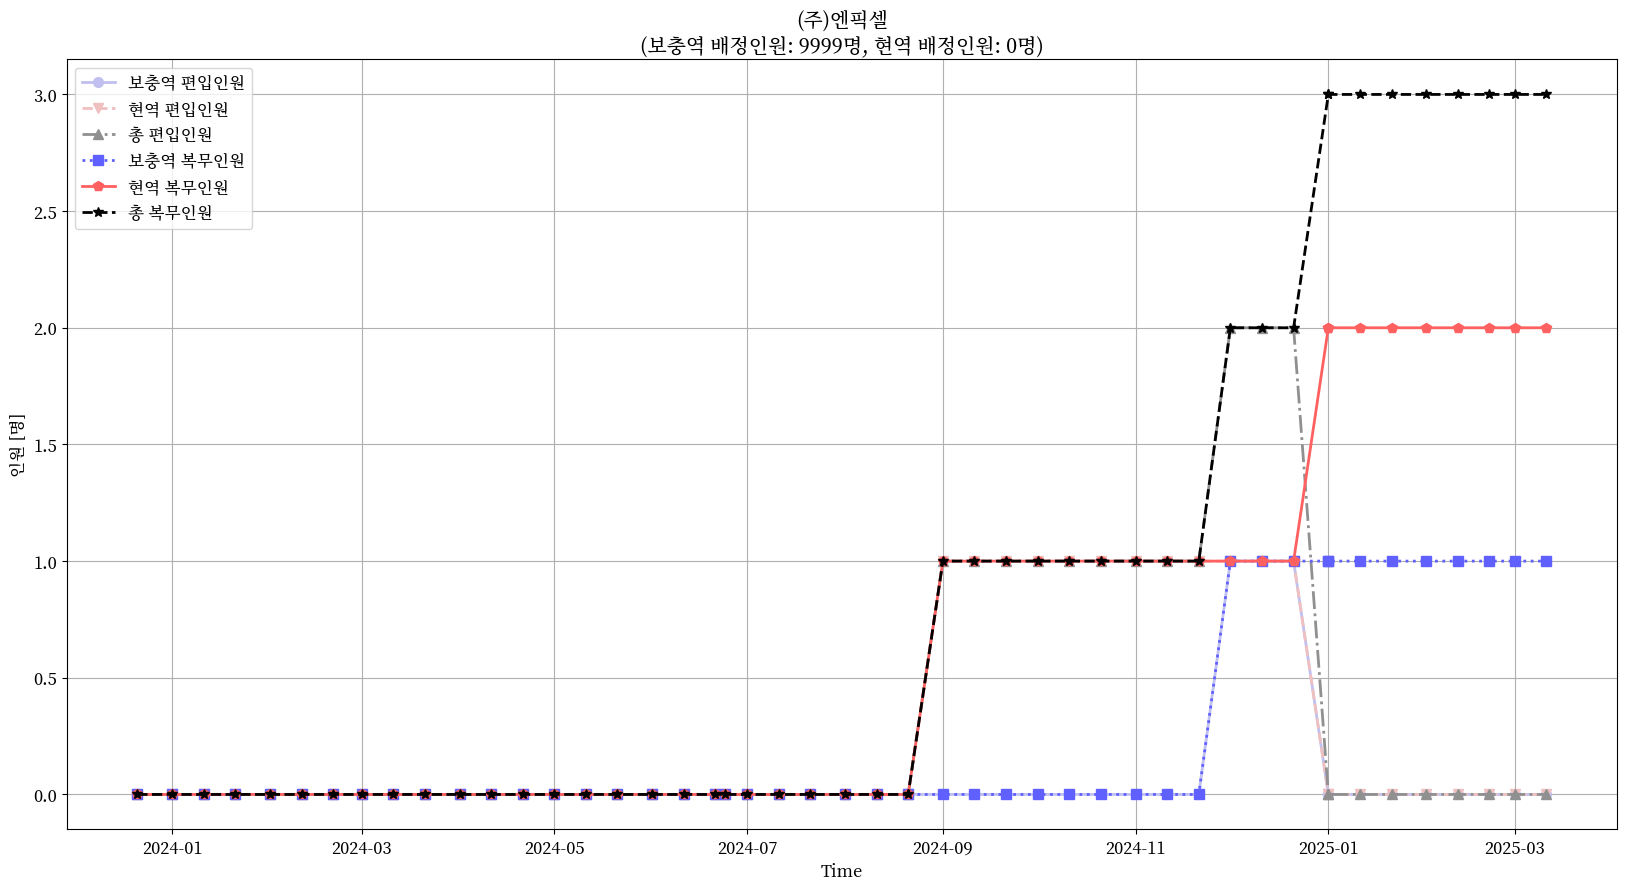 (주)엔픽셀
(보충역 배정인원: 9999명, 현역 배정인원: 0명)
보충역 편입인원
현역 편입인원
총 편입인원
보충역 복무인원
현역 복무인원
총 복무인원
3.0
2.5
2.0
1.5
1.0
0.5
0.0
인원 [명]
2024-01
2024-03
2024-05
2024-07
2024-09
2024-11
2025-01
2025-03
Time